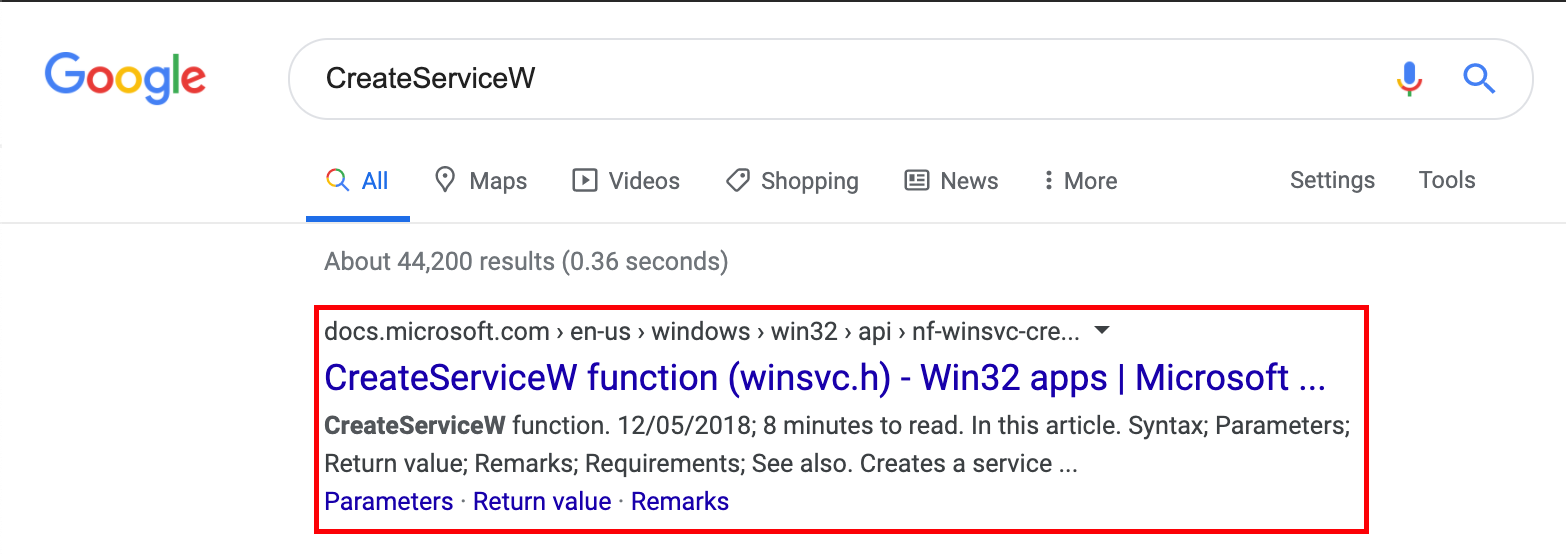 Google CreateServiceW
All Maps Videos Shopping News More Settings Tools
About 44,200 results (0.36 seconds)
docs.microsoft.com › en-us › windows › win32 › api › nf-winsvc-cre...
CreateServiceW function (winsvc.h) - Win32 apps | Microsoft ...
CreateServiceW function. 12/05/2018; 8 minutes to read. In this article. Syntax; Parameters;
Return value; Remarks; Requirements; See also. Creates a service ...
Parameters · Return value · Remarks